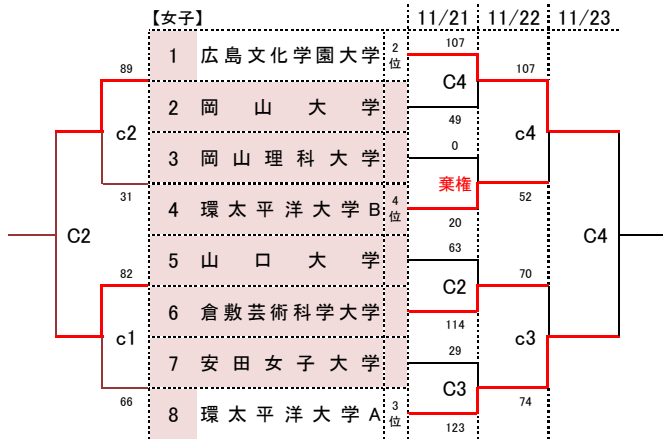 【女子】 11/21 11/22 11/23
1 広島文化学園大学 2位 107
89 107
C4
2 岡山大学
49
c2 c4
3 岡山理科大学 0
棄権
31 52
4 環太平洋大学B 4位
20
C2 C4
5 山口大学 63
82 70
C2
6 倉敷芸術科学大学
114
c1 c3
7 安田女子大学 29
C3
66 74
8 環太平洋大学A 3位
123